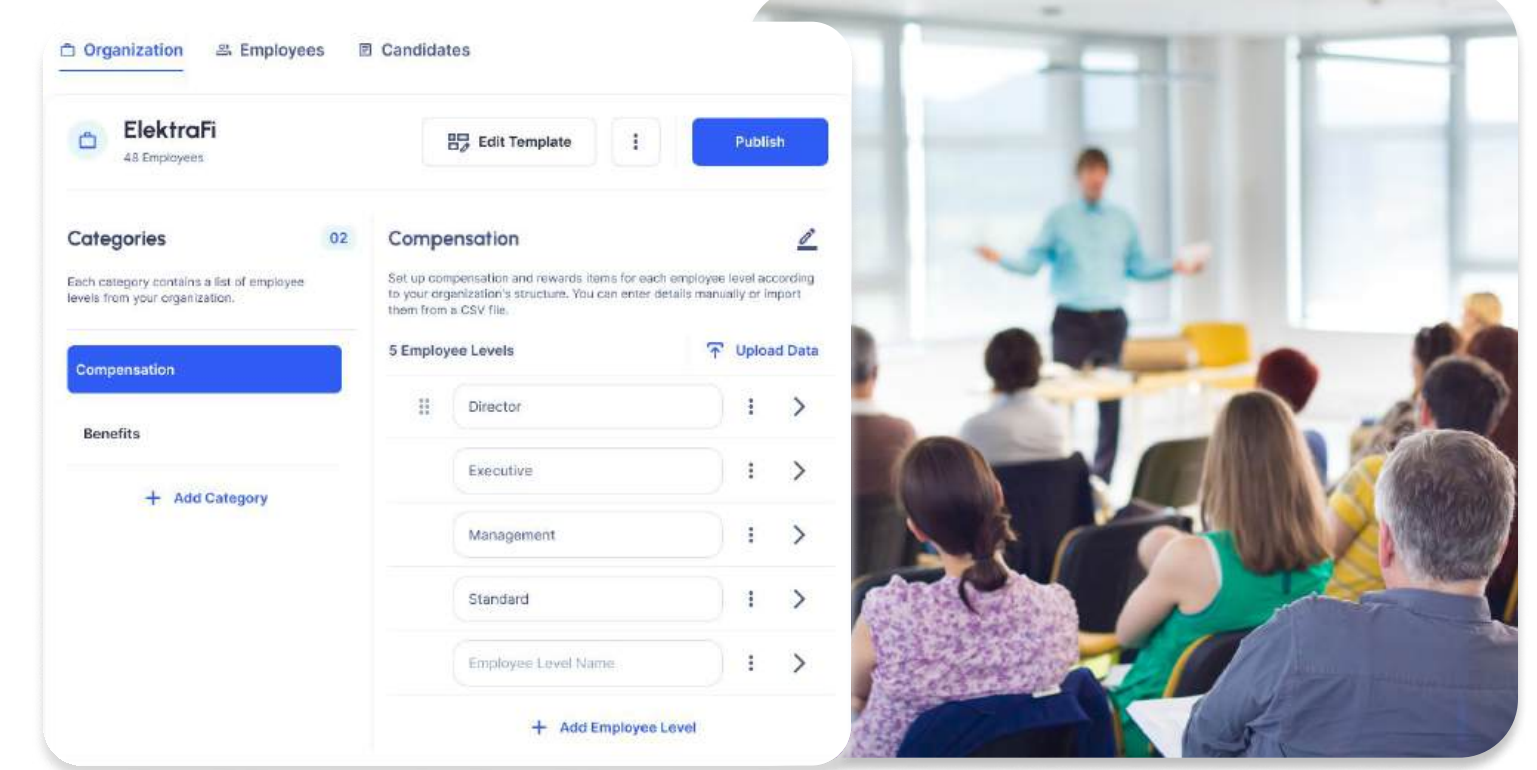 Organization Employees Candidates
ElektraFi
48 Employees
Edit Template
Publish
Categories 02
Each category contains a list of employee
levels from your organization.
Compensation
Benefits
+ Add Category
Compensation
Set up compensation and rewards items for each employee level according
to your organization's structure. You can enter details manually or import
them from a CSV file.
5 Employee Levels
Upload Data
Director
Executive
Management
Standard
Employee Level Name
+ Add Employee Level